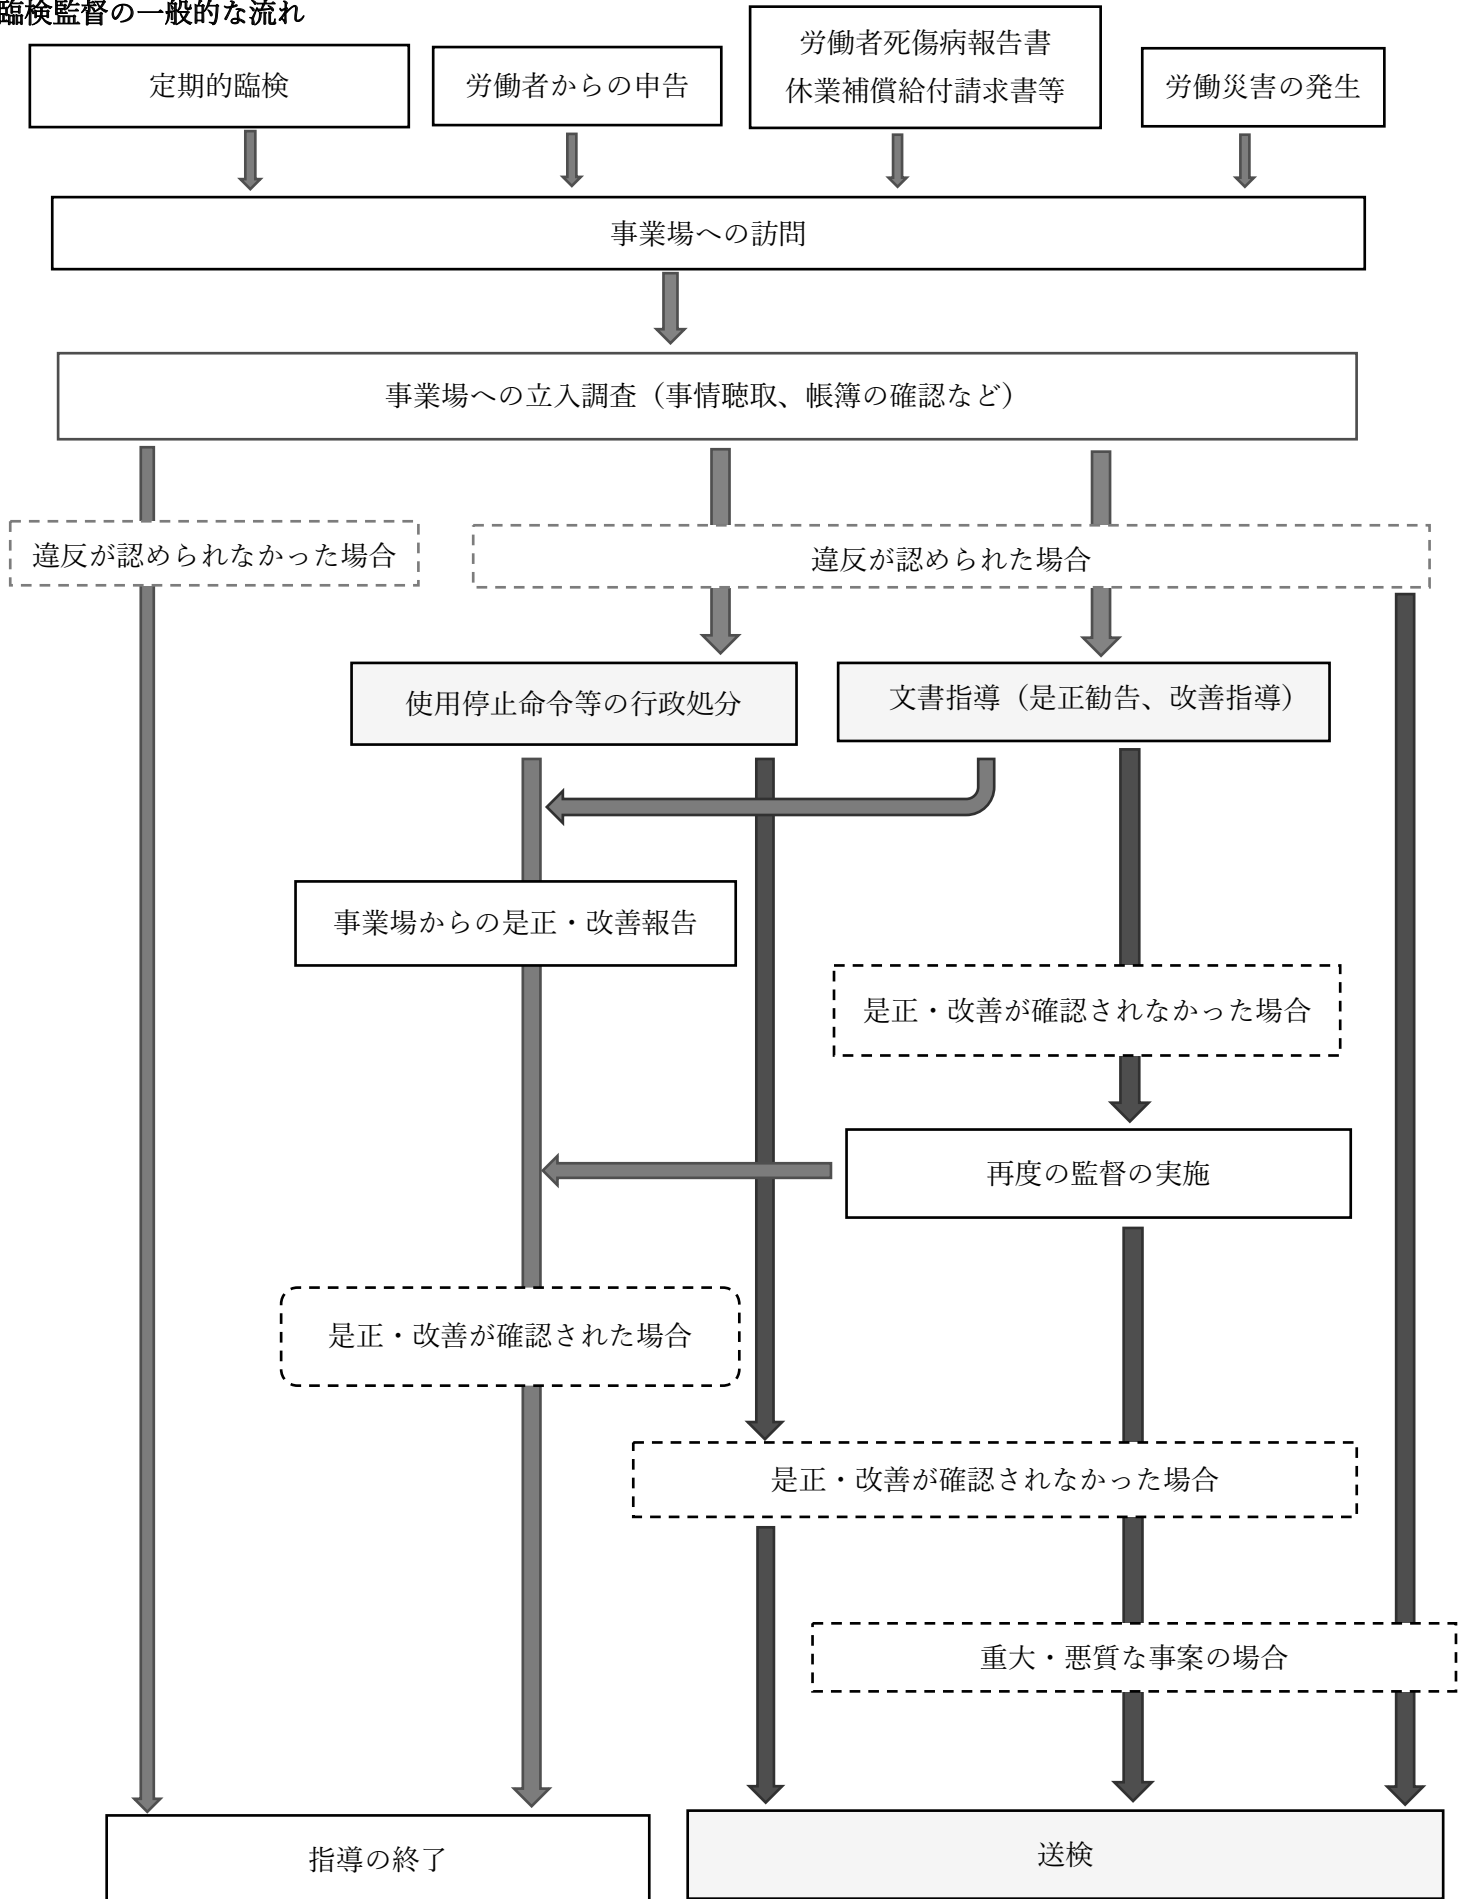 臨検監督の一般的な流れ
定期的臨検
労働者からの申告
労働者死傷病報告書
休業補償給付請求書等
労働災害の発生
事業場への訪問
事業場への立入調査（事情聴取、帳簿の確認など）
違反が認められなかった場合
違反が認められた場合
使用停止命令等の行政処分
文書指導（是正勧告、改善指導）
事業場からの是正・改善報告
是正・改善が確認されなかった場合
再度の監督の実施
是正・改善が確認された場合
是正・改善が確認されなかった場合
重大・悪質な事案の場合
指導の終了
送検